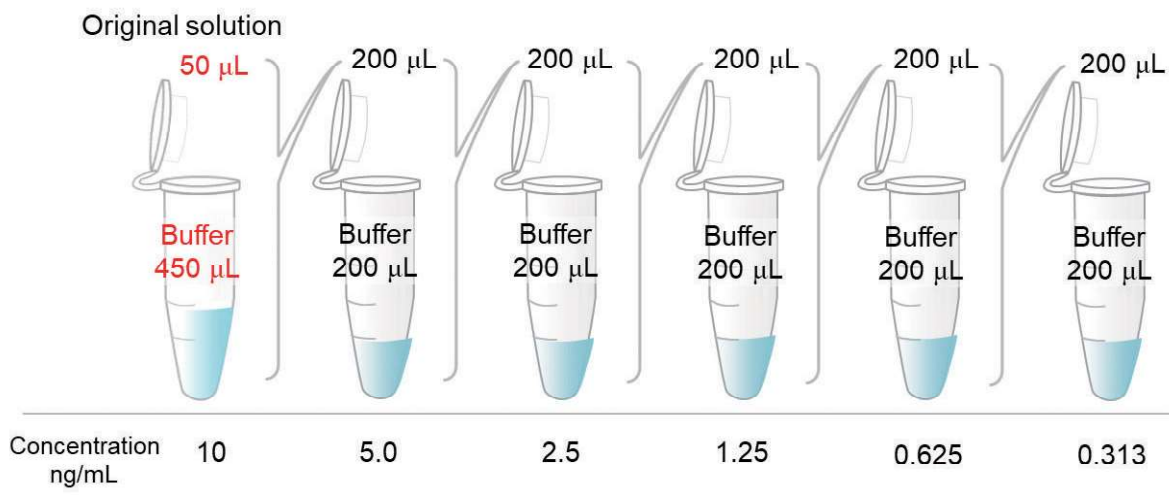 Original solution
50 μL
200 μL
200 μL
200 μL
200 μL
200 μL
Buffer
450 μL
Buffer
200 μL
Buffer
200 μL
Buffer
200 μL
Buffer
200 μL
Buffer
200 μL
Concentration
ng/mL
10
5.0
2.5
1.25
0.625
0.313